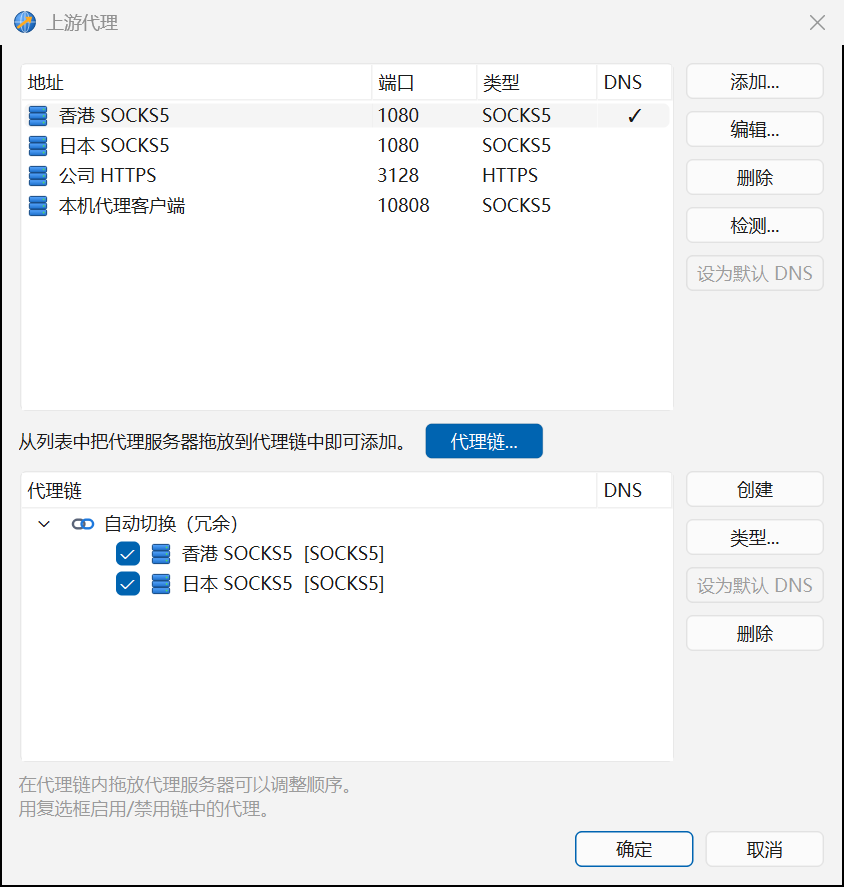 上游代理
地址 端口 类型 DNS
香港 SOCKS5 1080 SOCKS5 ✓
日本 SOCKS5 1080 SOCKS5
公司 HTTPS 3128 HTTPS
本机代理客户端 10808 SOCKS5
添加...
编辑...
删除
检测...
设为默认 DNS
从列表中把代理服务器拖放到代理链中即可添加。 代理链...
代理链 DNS
自动切换（冗余）
香港 SOCKS5 [SOCKS5]
日本 SOCKS5 [SOCKS5]
创建
类型...
设为默认 DNS
删除
在代理链内拖放代理服务器可以调整顺序。
用复选框启用/禁用链中的代理。
确定 取消